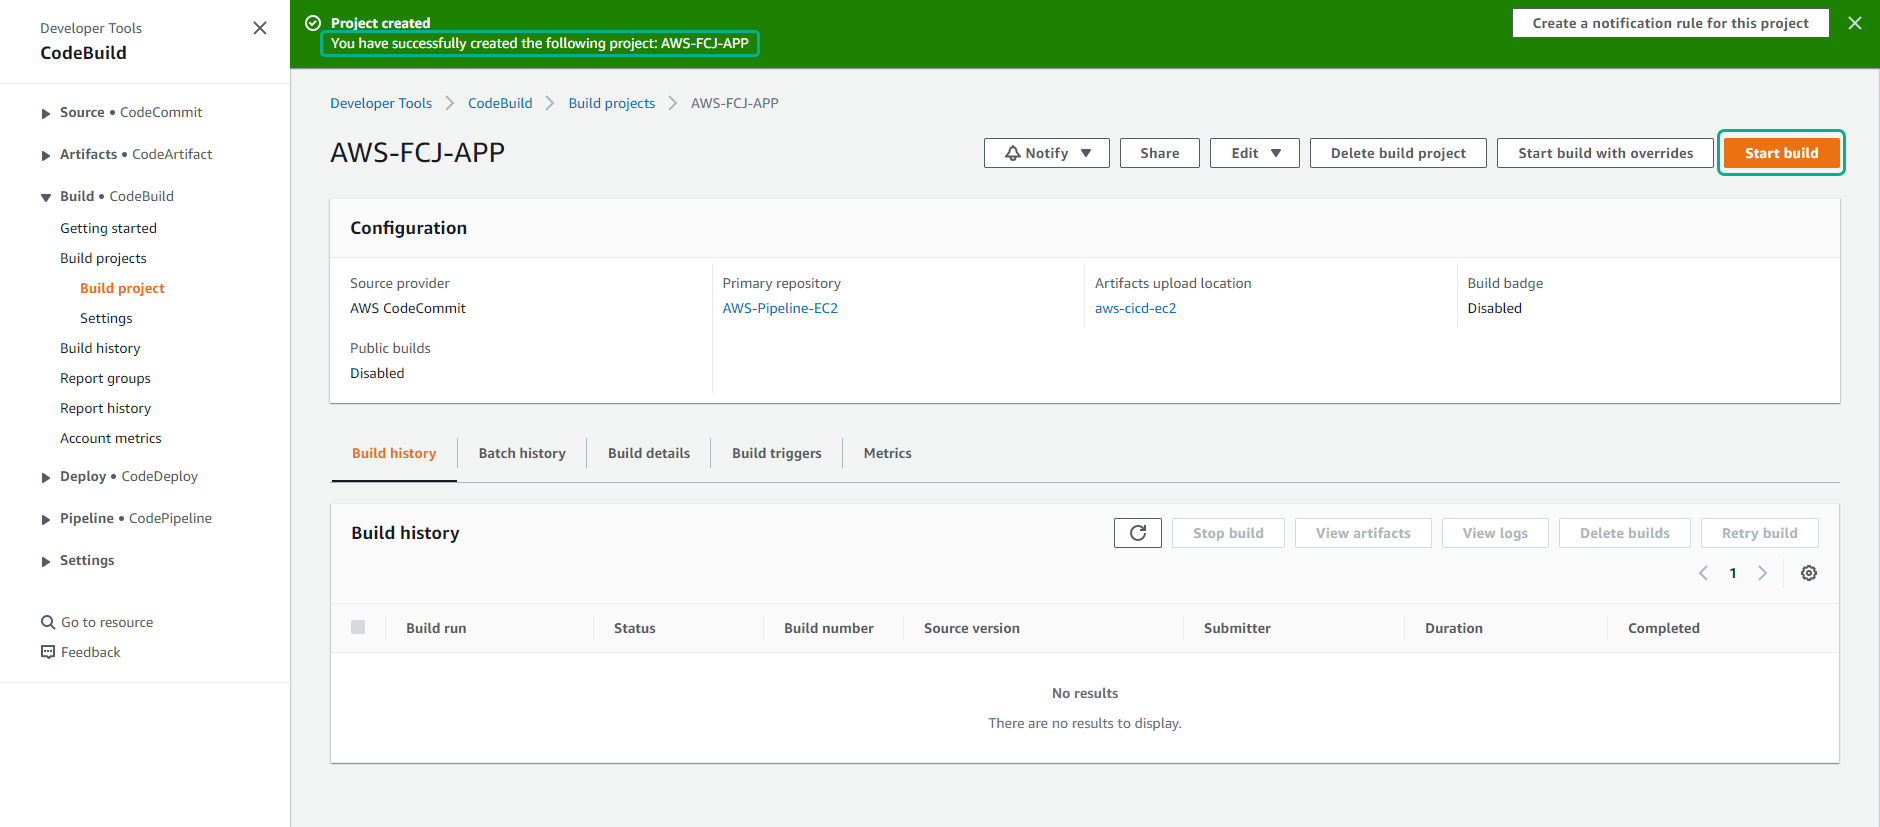 Developer Tools
CodeBuild
Source • CodeCommit
Artifacts • CodeArtifact
Build • CodeBuild
Getting started
Build projects
Build project
Settings
Build history
Report groups
Report history
Account metrics
Deploy • CodeDeploy
Pipeline • CodePipeline
Settings
Go to resource
Feedback
Project created
You have successfully created the following project: AWS-FCJ-APP
Create a notification rule for this project
Developer Tools CodeBuild Build projects AWS-FCJ-APP
AWS-FCJ-APP
Notify Share Edit Delete build project Start build with overrides Start build
Configuration
Source provider
AWS CodeCommit
Primary repository
AWS-Pipeline-EC2
Artifacts upload location
aws-cicd-ec2
Build badge
Disabled
Public builds
Disabled
Build history Batch history Build details Build triggers Metrics
Build history
Stop build View artifacts View logs Delete builds Retry build
1
Build run Status Build number Source version Submitter Duration Completed
No results
There are no results to display.